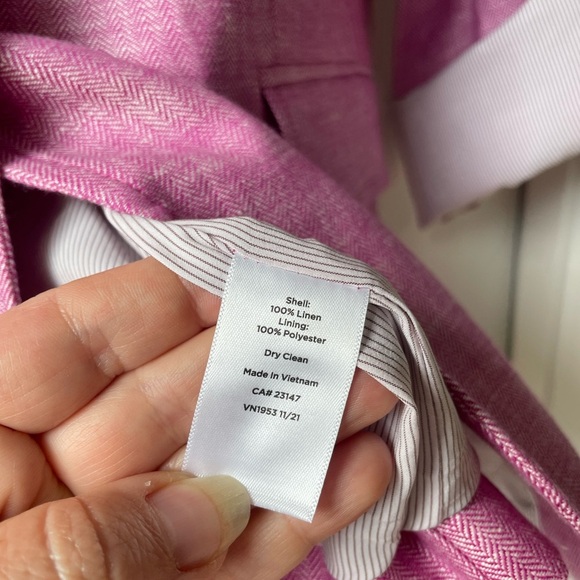 Shell:
100% Linen
Lining:
100% Polyester
Dry Clean
Made in Vietnam
CA# 23147
VN1953 11/21